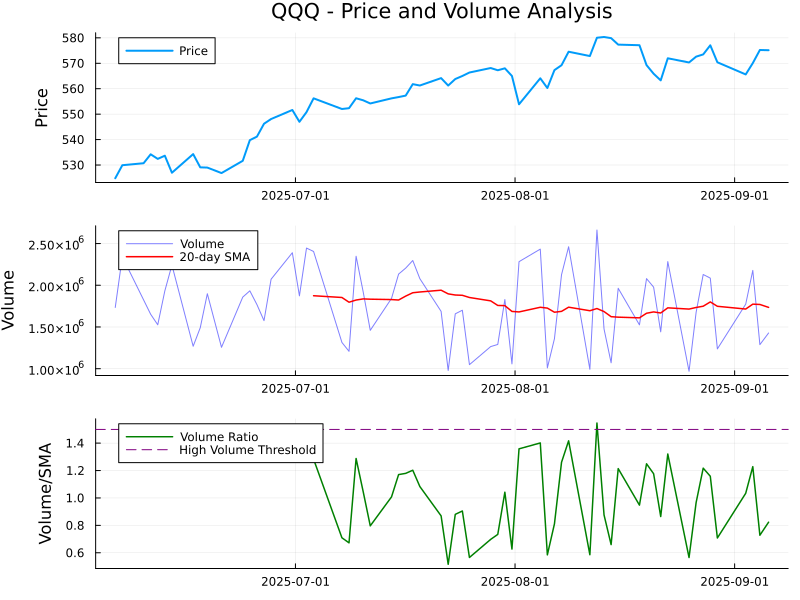 QQQ - Price and Volume Analysis
Price
580
570
560
550
540
530
Price
2025-07-01
2025-08-01
2025-09-01
Volume
2.50×10⁶
2.00×10⁶
1.50×10⁶
1.00×10⁶
Volume
20-day SMA
2025-07-01
2025-08-01
2025-09-01
Volume/SMA
1.4
1.2
1.0
0.8
0.6
Volume Ratio
High Volume Threshold
2025-07-01
2025-08-01
2025-09-01